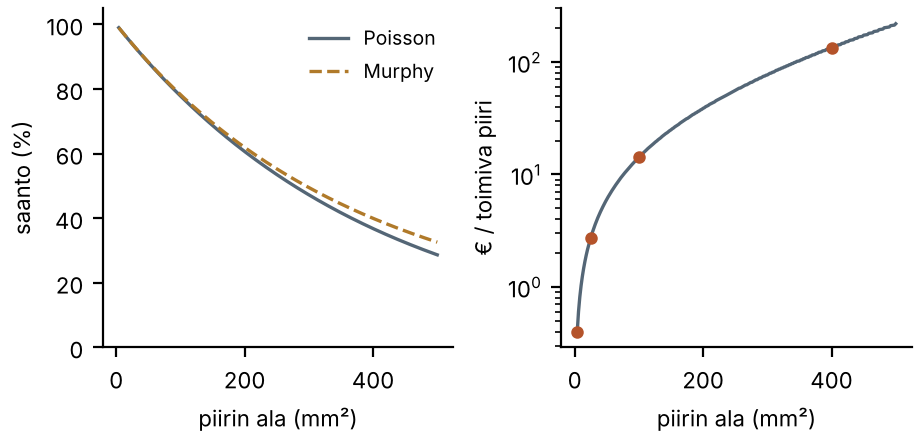 100
80
60
40
20
0
0 200 400
saanto (%)
piirin ala (mm²)
Poisson
Murphy
10²
10¹
10⁰
0 200 400
€ / toimiva piiri
piirin ala (mm²)